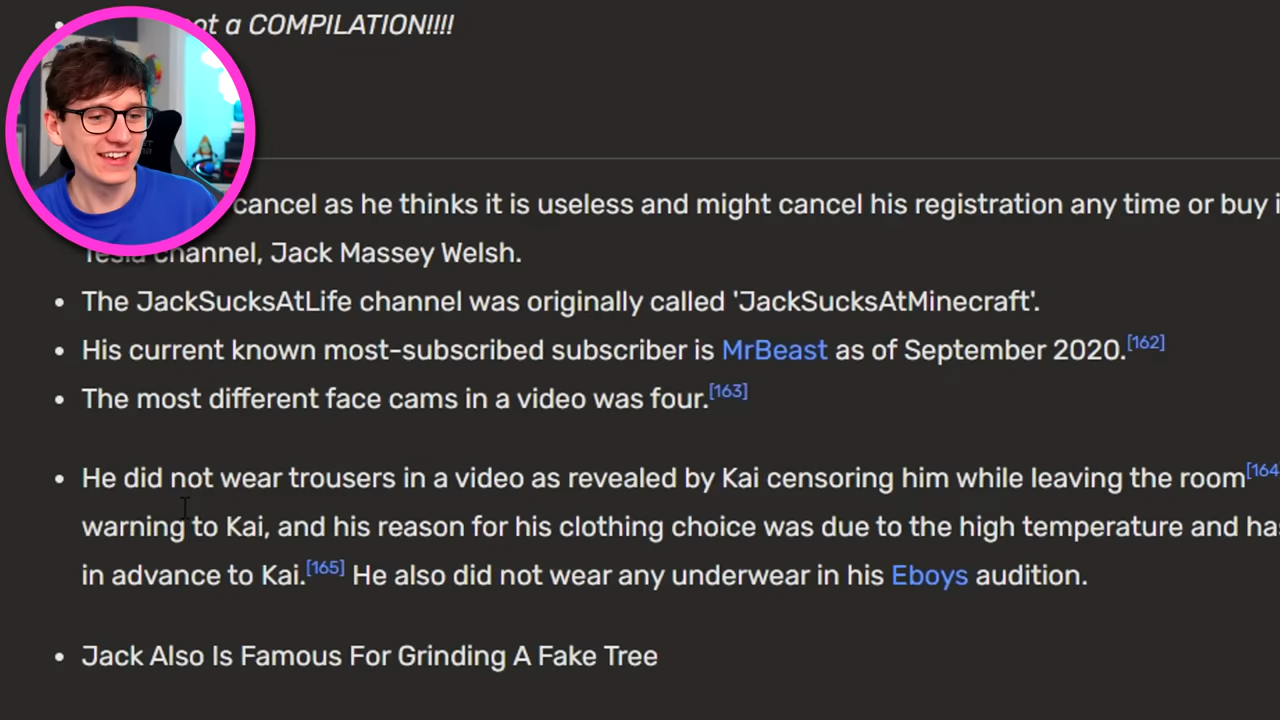 not a COMPILATION!!!!
cancel as he thinks it is useless and might cancel his registration any time or buy
Tesla channel, Jack Massey Welsh.
• The JackSucksAtLife channel was originally called 'JackSucksAtMinecraft'.
• His current known most-subscribed subscriber is MrBeast as of September 2020.[162]
• The most different face cams in a video was four.[163]
• He did not wear trousers in a video as revealed by Kai censoring him while leaving the room[164
warning to Kai, and his reason for his clothing choice was due to the high temperature and
in advance to Kai.[165] He also did not wear any underwear in his Eboys audition.
• Jack Also Is Famous For Grinding A Fake Tree